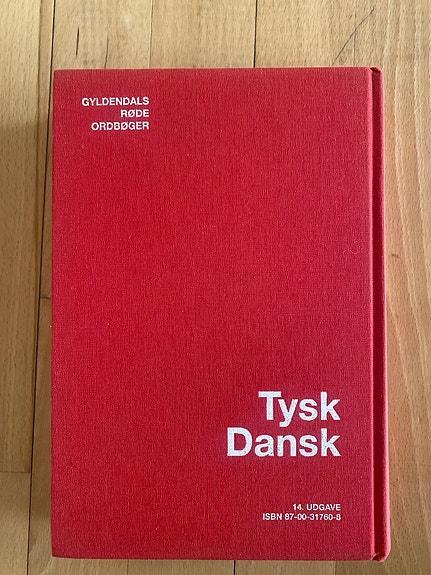 GYLDENDALS
RØDE
ORDBØGER
Tysk
Dansk
14. UDGAVE
ISBN 87-00-31760-8